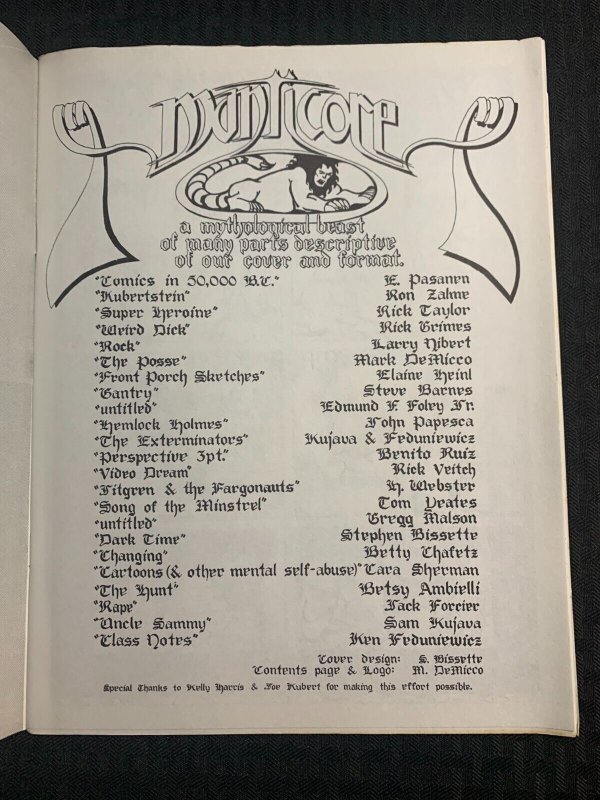 Manticore
a mythological beast
of many parts descriptive
of our cover and format.
"Comics in 50,000 B.C." E. Pasanen
"Kubertstein" Ron Zalme
"Super Heroine" Rick Taylor
"Weird Dick" Rick Grimes
"Rock" Larry Nibert
"The Posse" Mark DeMicco
"Front Porch Sketches" Elaine Heinl
"Gantry" Steve Barnes
"untitled" Edmund F. Foley Jr.
"Hemlock Holmes" John Papesca
"The Exterminators" Kujava & Feduniewicz
"Perspective 3pt." Benito Ruiz
"Video Dream" Rick Veitch
"Fitgren & the Fargonauts" H. Webster
"Song of the Minstrel" Tom Yeates
"untitled" Gregg Malson
"Dark Time" Stephen Bissette
"Changing" Betty Chafetz
"Cartoons (& other mental self-abuse)" Cara Sherman
"The Hunt" Betsy Ambielli
"Rape" Jack Forcier
"Uncle Sammy" Sam Kujava
"Class Notes" Ken Feduniewicz
Cover design: S. Bissette
Contents page & Logo: M. DeMicco
Special Thanks to Kelly Harris & Joe Kubert for making this effort possible.